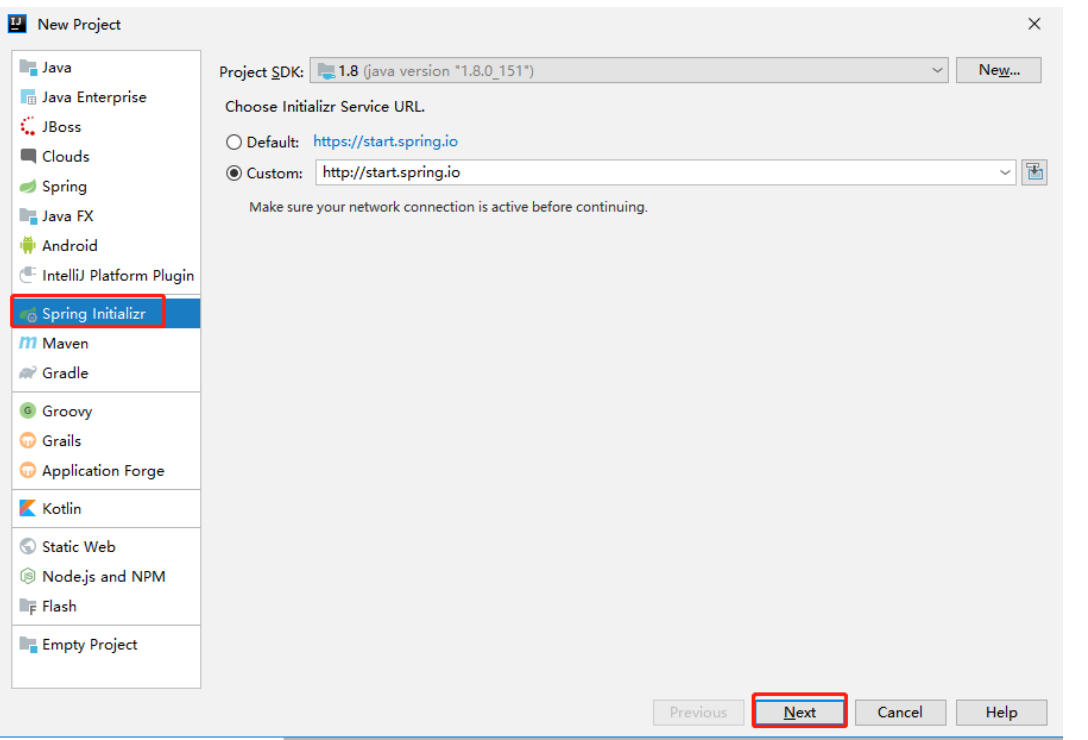 New Project
Java
Java Enterprise
JBoss
Clouds
Spring
Java FX
Android
IntelliJ Platform Plugin
Spring Initializr
Maven
Gradle
Groovy
Grails
Application Forge
Kotlin
Static Web
Node.js and NPM
Flash
Empty Project
Project SDK: 1.8 (java version "1.8.0_151") New...
Choose Initializr Service URL.
Default: https://start.spring.io
Custom: http://start.spring.io
Make sure your network connection is active before continuing.
Previous Next Cancel Help